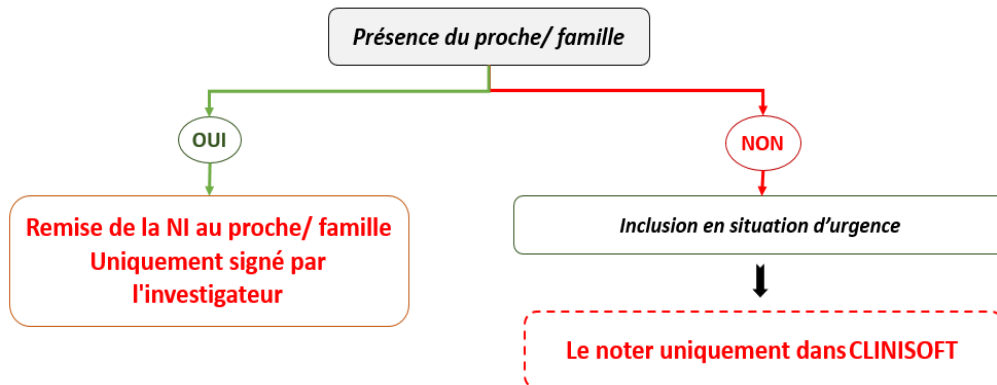 Présence du proche/ famille
OUI
NON
Remise de la NI au proche/ famille
Uniquement signé par
l'investigateur
Inclusion en situation d’urgence
Le noter uniquement dans CLINISOFT